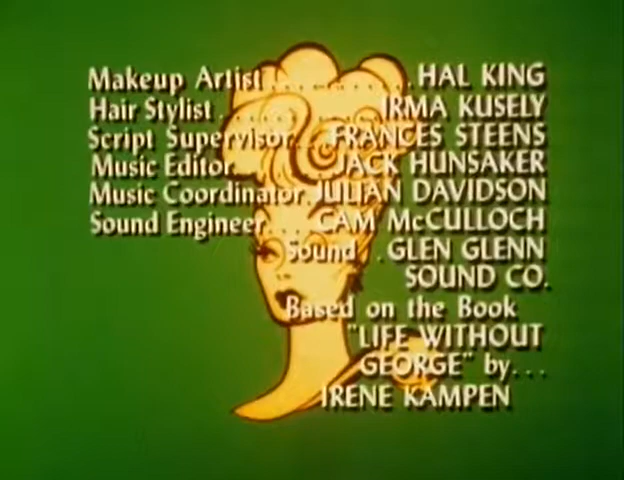 Makeup Artist.............HAL KING
Hair Stylist...............IRMA KUSELY
Script Supervisor...FRANCES STEENS
Music Editor..........JACK HUNSAKER
Music Coordinator.JULIAN DAVIDSON
Sound Engineer.....CAM McCULLOCH
Sound..GLEN GLENN
SOUND CO.
Based on the Book
"LIFE WITHOUT
GEORGE" by...
IRENE KAMPEN